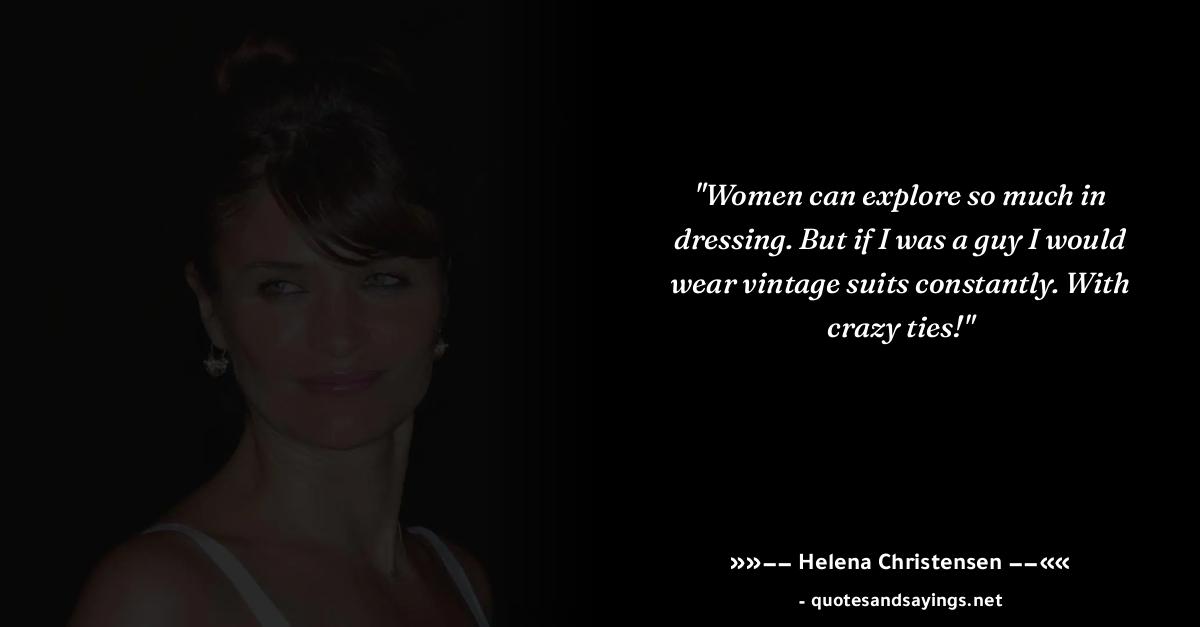 "Women can explore so much in
dressing. But if I was a guy I would
wear vintage suits constantly. With
crazy ties!"
»»–– Helena Christensen ––««
- quotesandsayings.net